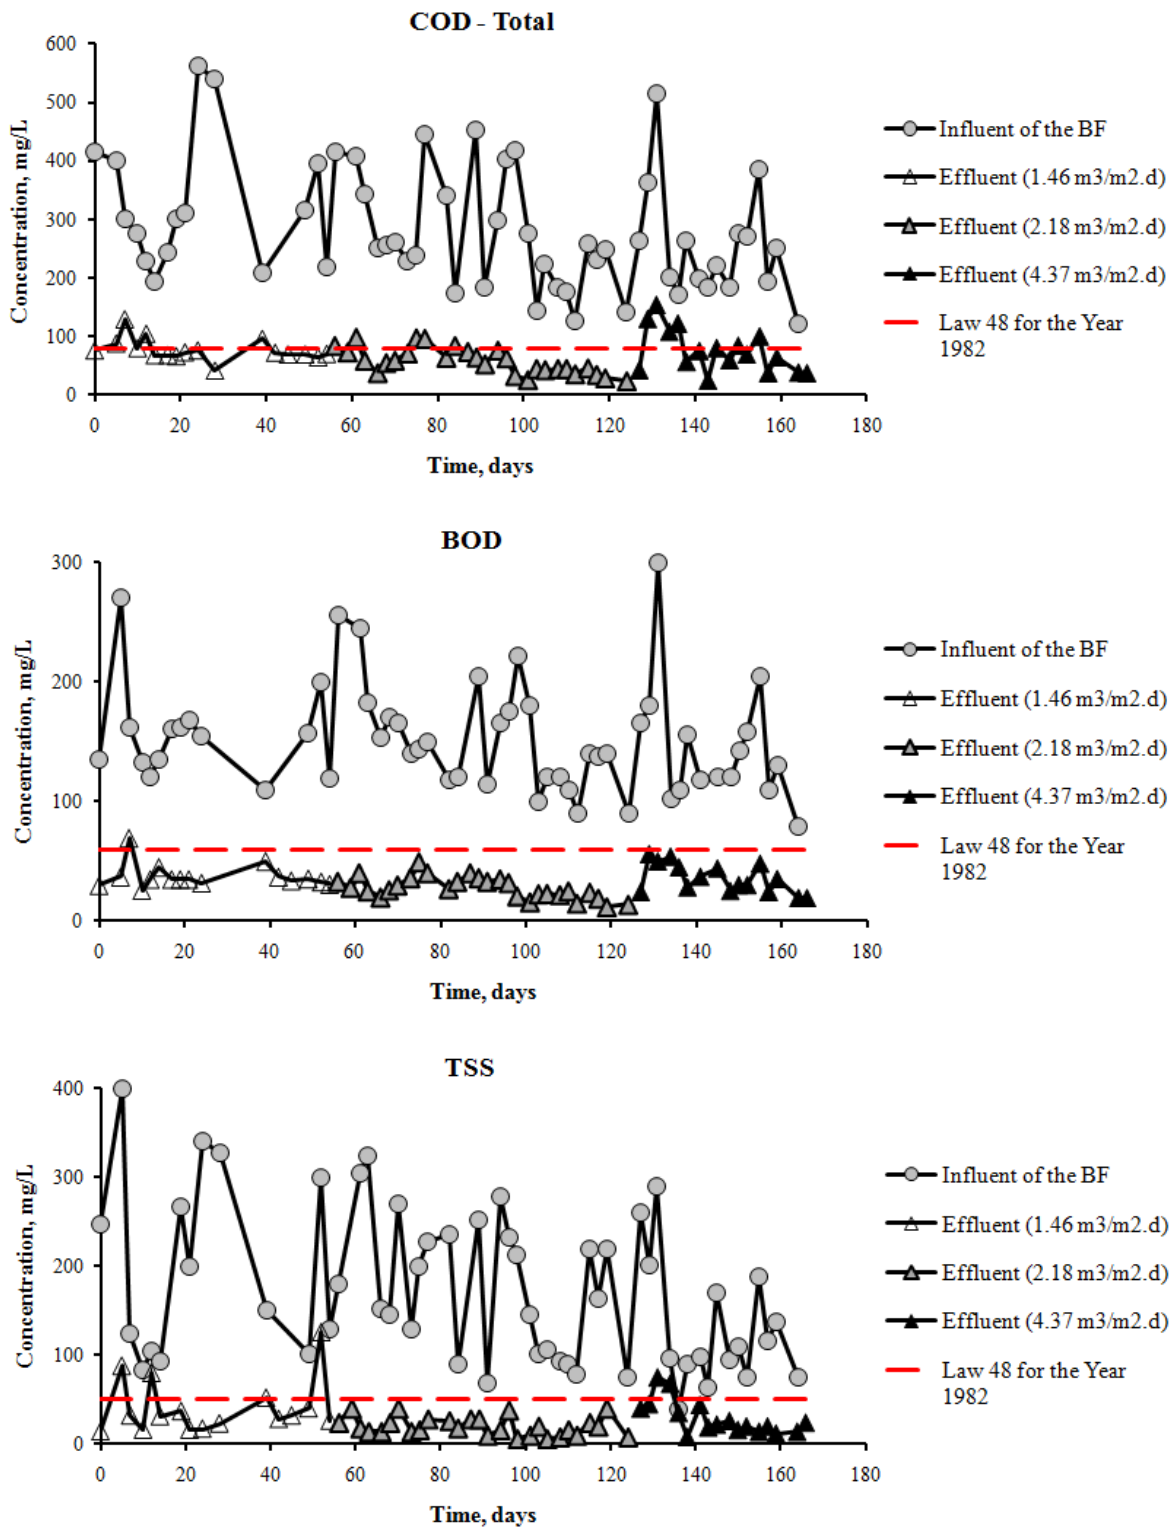 COD - Total
600
500
400
300
200
100
0
Concentration, mg/L
0 20 40 60 80 100 120 140 160 180
Time, days
Influent of the BF
Effluent (1.46 m3/m2.d)
Effluent (2.18 m3/m2.d)
Effluent (4.37 m3/m2.d)
Law 48 for the Year
1982
BOD
300
200
100
0
Concentration, mg/L
0 20 40 60 80 100 120 140 160 180
Time, days
Influent of the BF
Effluent (1.46 m3/m2.d)
Effluent (2.18 m3/m2.d)
Effluent (4.37 m3/m2.d)
Law 48 for the Year
1982
TSS
400
300
200
100
0
Concentration, mg/L
0 20 40 60 80 100 120 140 160 180
Time, days
Influent of the BF
Effluent (1.46 m3/m2.d)
Effluent (2.18 m3/m2.d)
Effluent (4.37 m3/m2.d)
Law 48 for the Year
1982